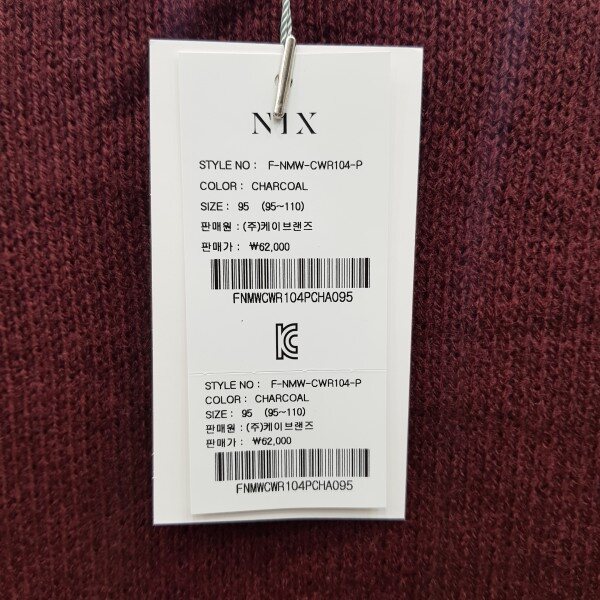 NIX
STYLE NO : F-NMW-CWR104-P
COLOR : CHARCOAL
SIZE : 95 (95~110)
판매원 : (주)케이브랜즈
판매가 : ₩62,000
FNMWCWR104PCHA095
KC
STYLE NO : F-NMW-CWR104-P
COLOR : CHARCOAL
SIZE : 95 (95~110)
판매원 : (주)케이브랜즈
판매가 : ₩62,000
FNMWCWR104PCHA095